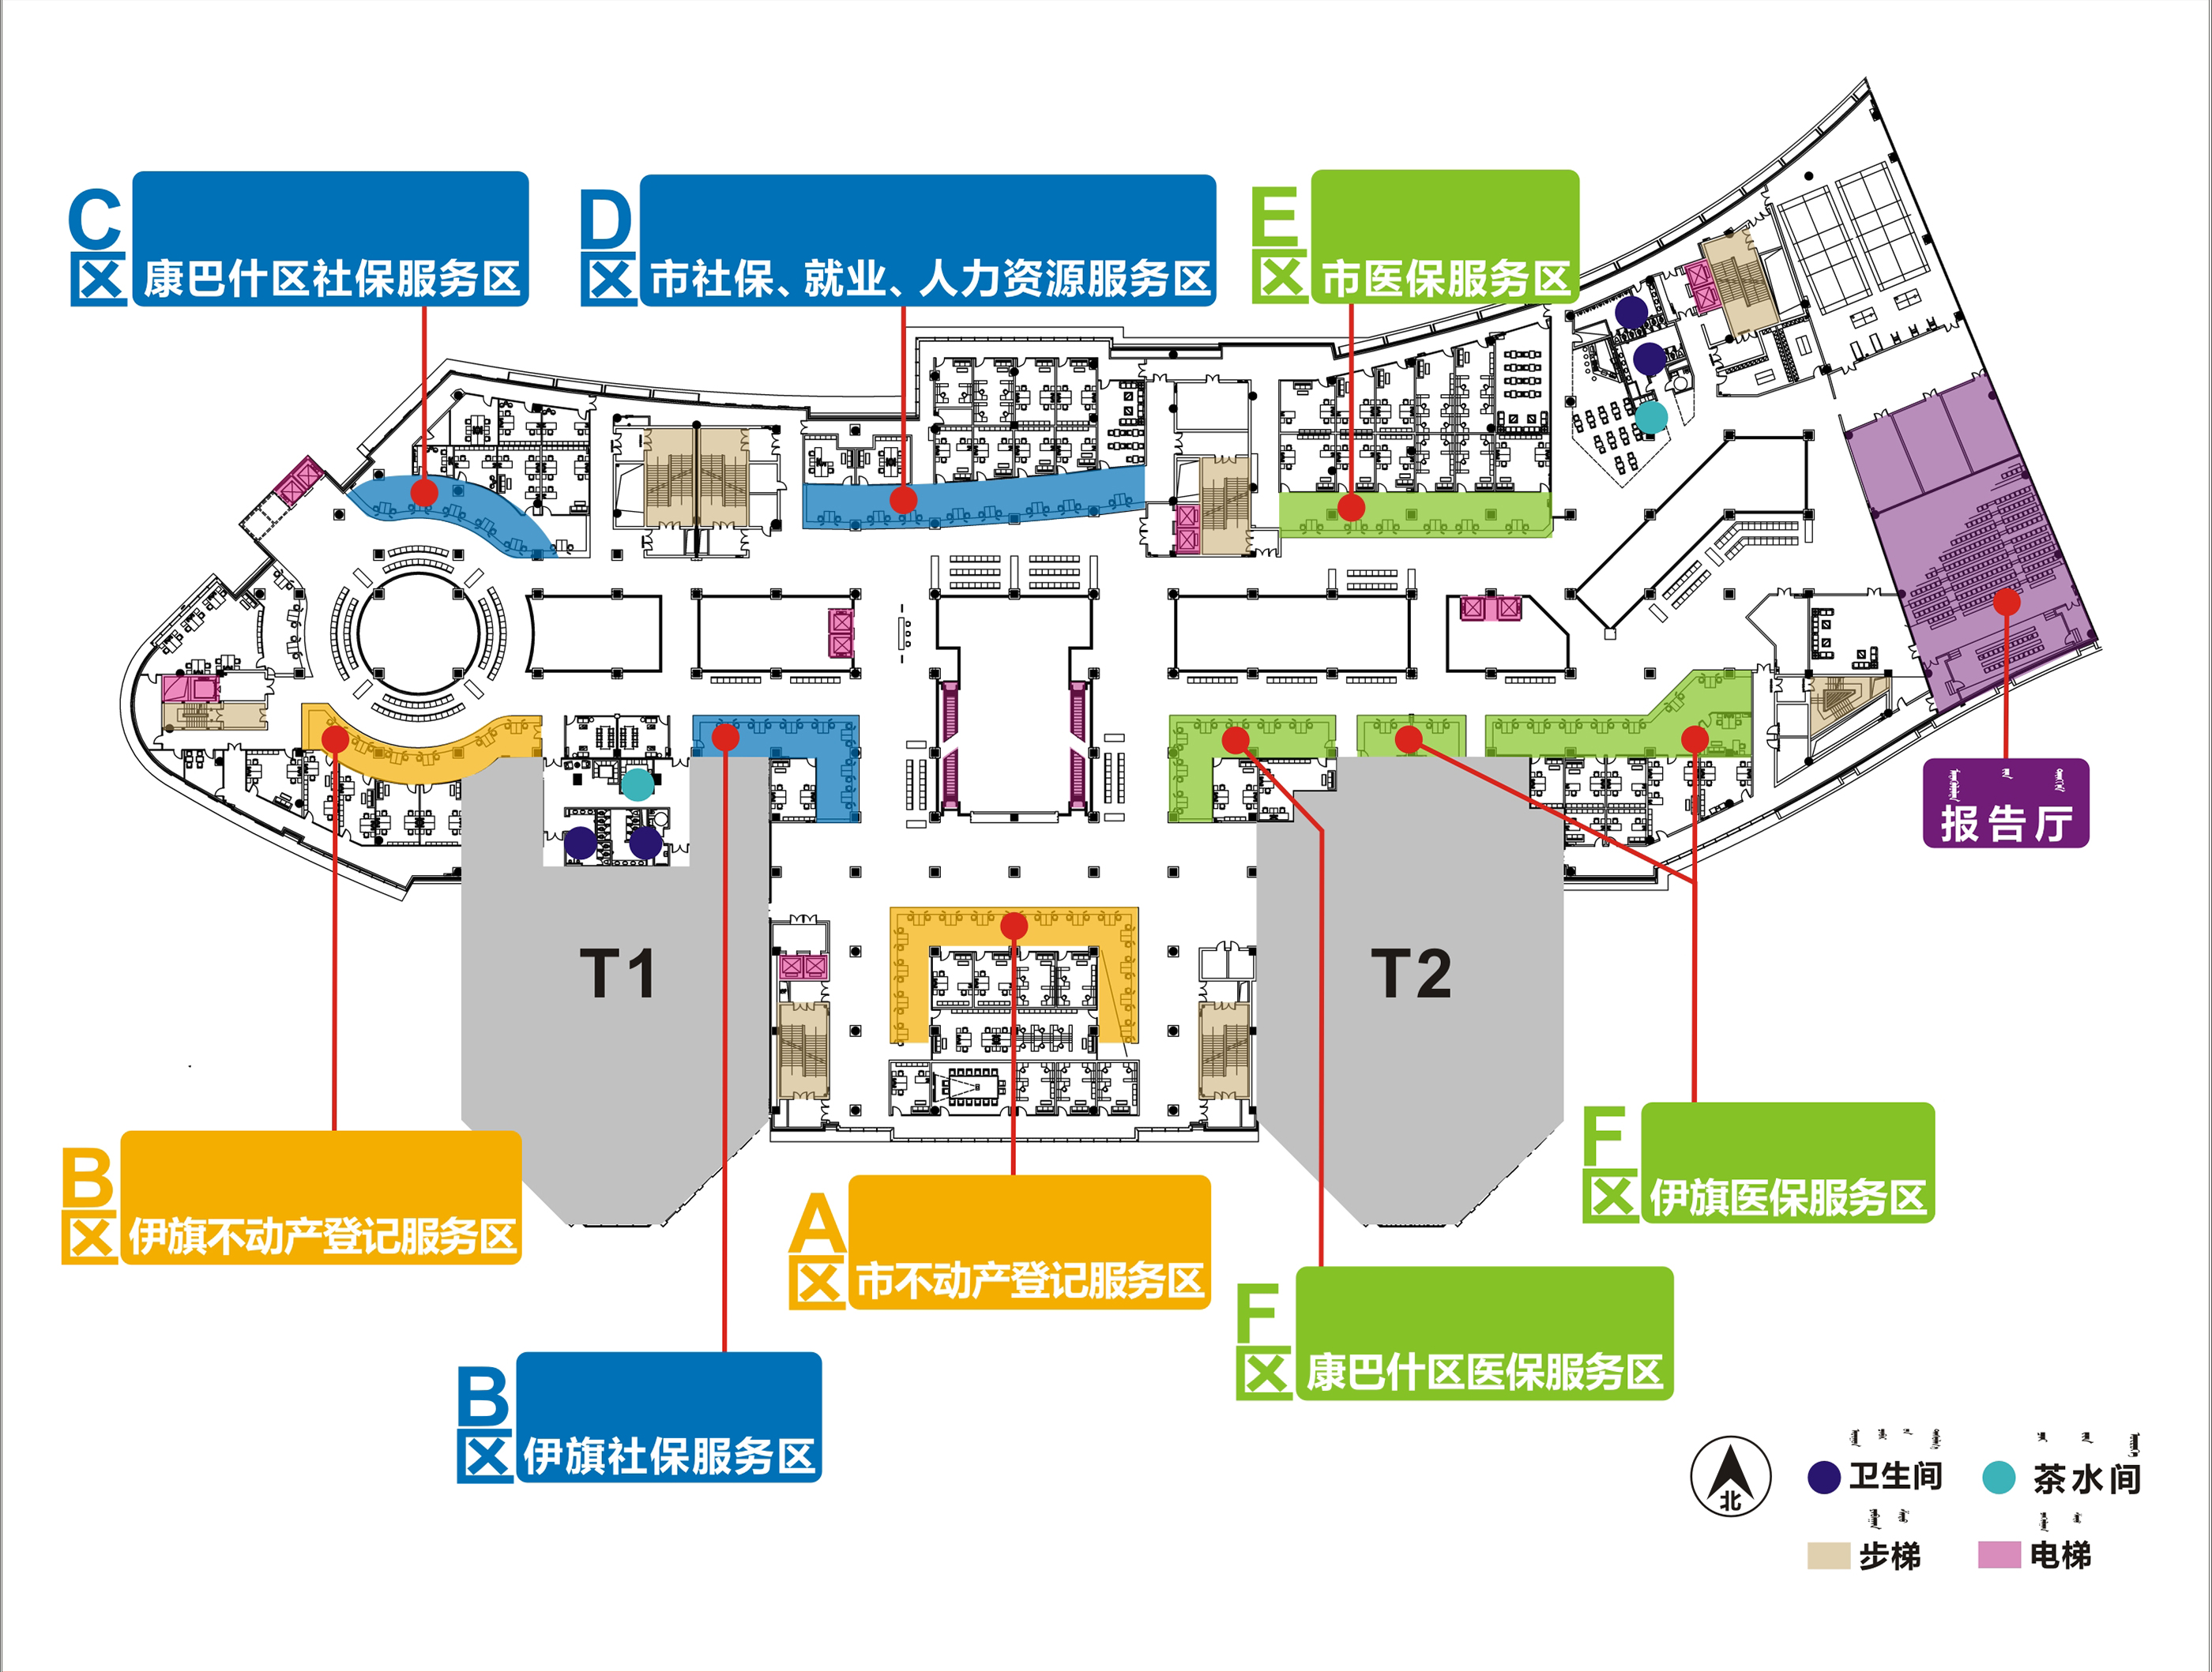 C区
康巴什区社保服务区
D区
市社保、就业、人力资源服务区
E区
市医保服务区
报告厅
T1
T2
B区
伊旗不动产登记服务区
A区
市不动产登记服务区
F区
伊旗医保服务区
F区
康巴什区医保服务区
B区
伊旗社保服务区
北
卫生间
茶水间
步梯
电梯